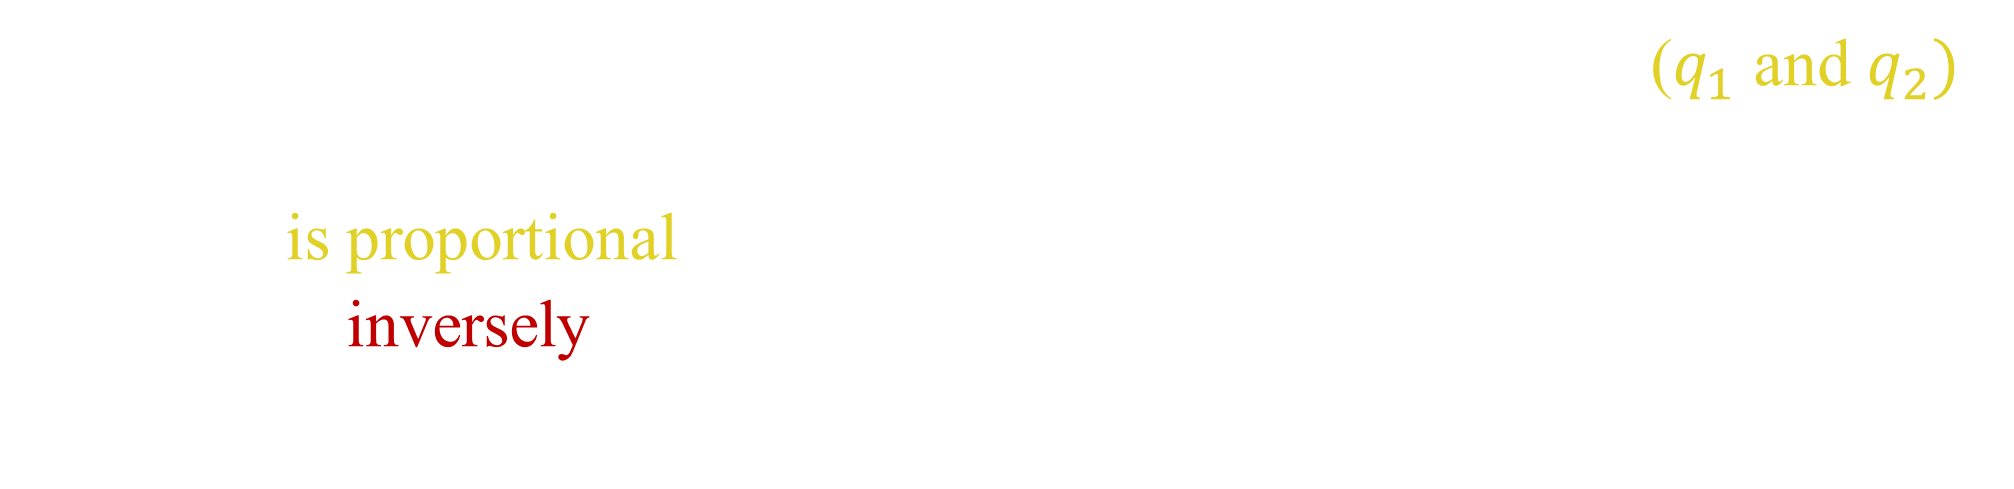 (𝑞₁ and 𝑞₂)
is proportional
inversely